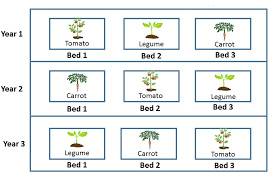 Year 1
Tomato Legume Carrot
Bed 1 Bed 2 Bed 3
Year 2
Carrot Tomato Legume
Bed 1 Bed 2 Bed 3
Year 3
Legume Carrot Tomato
Bed 1 Bed 2 Bed 3